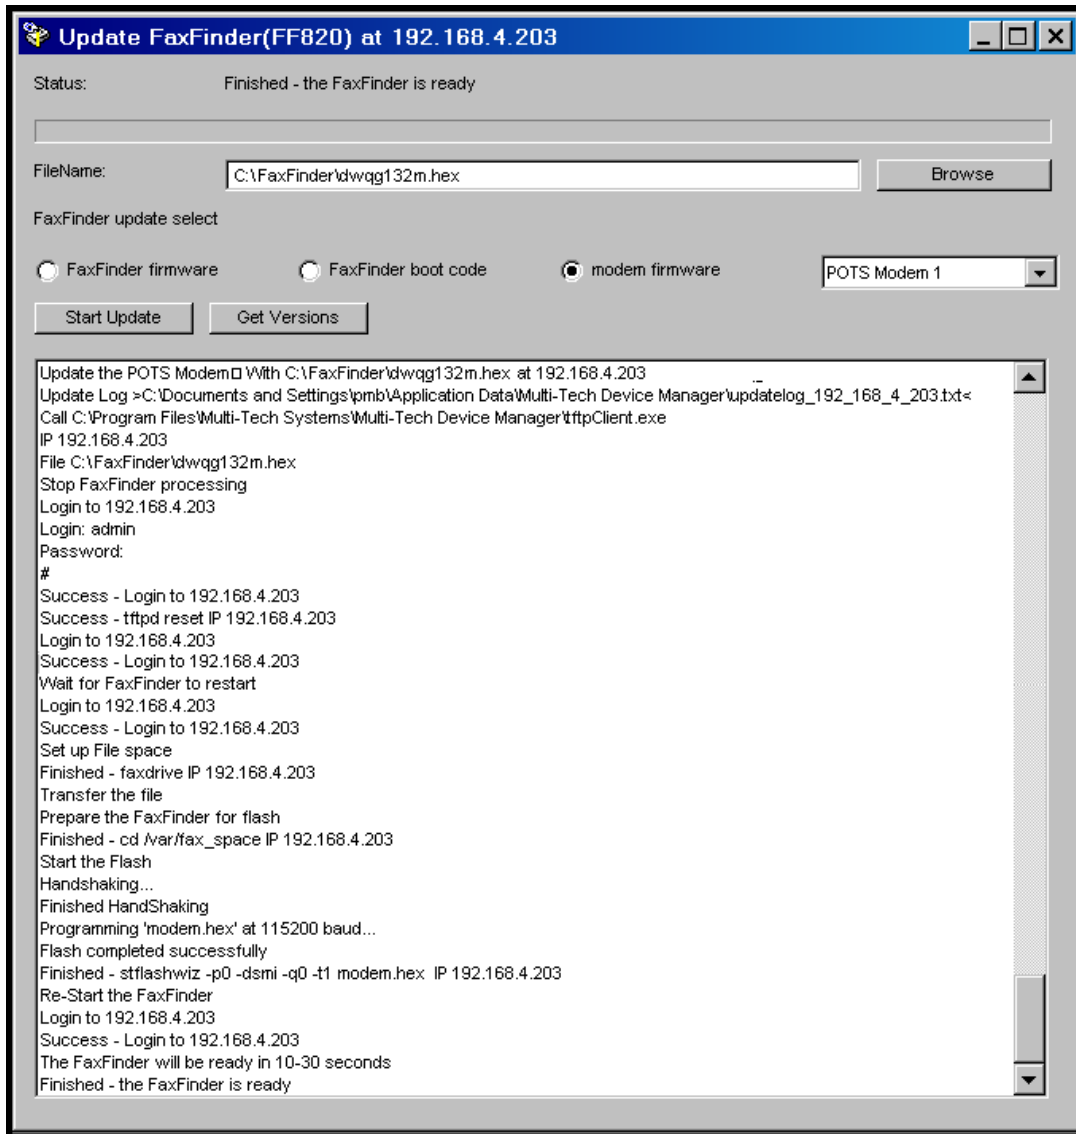 Update FaxFinder(FF820) at 192.168.4.203
Status: Finished - the FaxFinder is ready
FileName: C:\FaxFinder\dwqg132m.hex Browse
FaxFinder update select
FaxFinder firmware FaxFinder boot code modem firmware POTS Modem 1
Start Update Get Versions
Update the POTS Modem□ With C:\FaxFinder\dwqg132m.hex at 192.168.4.203
Update Log >C:\Documents and Settings\pmb\Application Data\Multi-Tech Device Manager\updatelog_192_168_4_203.txt<
Call C:\Program Files\Multi-Tech Systems\Multi-Tech Device Manager\tftpClient.exe
IP 192.168.4.203
File C:\FaxFinder\dwqg132m.hex
Stop FaxFinder processing
Login to 192.168.4.203
Login: admin
Password:
#
Success - Login to 192.168.4.203
Success - tftpd reset IP 192.168.4.203
Login to 192.168.4.203
Success - Login to 192.168.4.203
Wait for FaxFinder to restart
Login to 192.168.4.203
Success - Login to 192.168.4.203
Set up File space
Finished - faxdrive IP 192.168.4.203
Transfer the file
Prepare the FaxFinder for flash
Finished - cd /var/fax_space IP 192.168.4.203
Start the Flash
Handshaking...
Finished HandShaking
Programming 'modem.hex' at 115200 baud...
Flash completed successfully
Finished - stflashwiz -p0 -dsmi -q0 -t1 modem.hex  IP 192.168.4.203
Re-Start the FaxFinder
Login to 192.168.4.203
Success - Login to 192.168.4.203
The FaxFinder will be ready in 10-30 seconds
Finished - the FaxFinder is ready